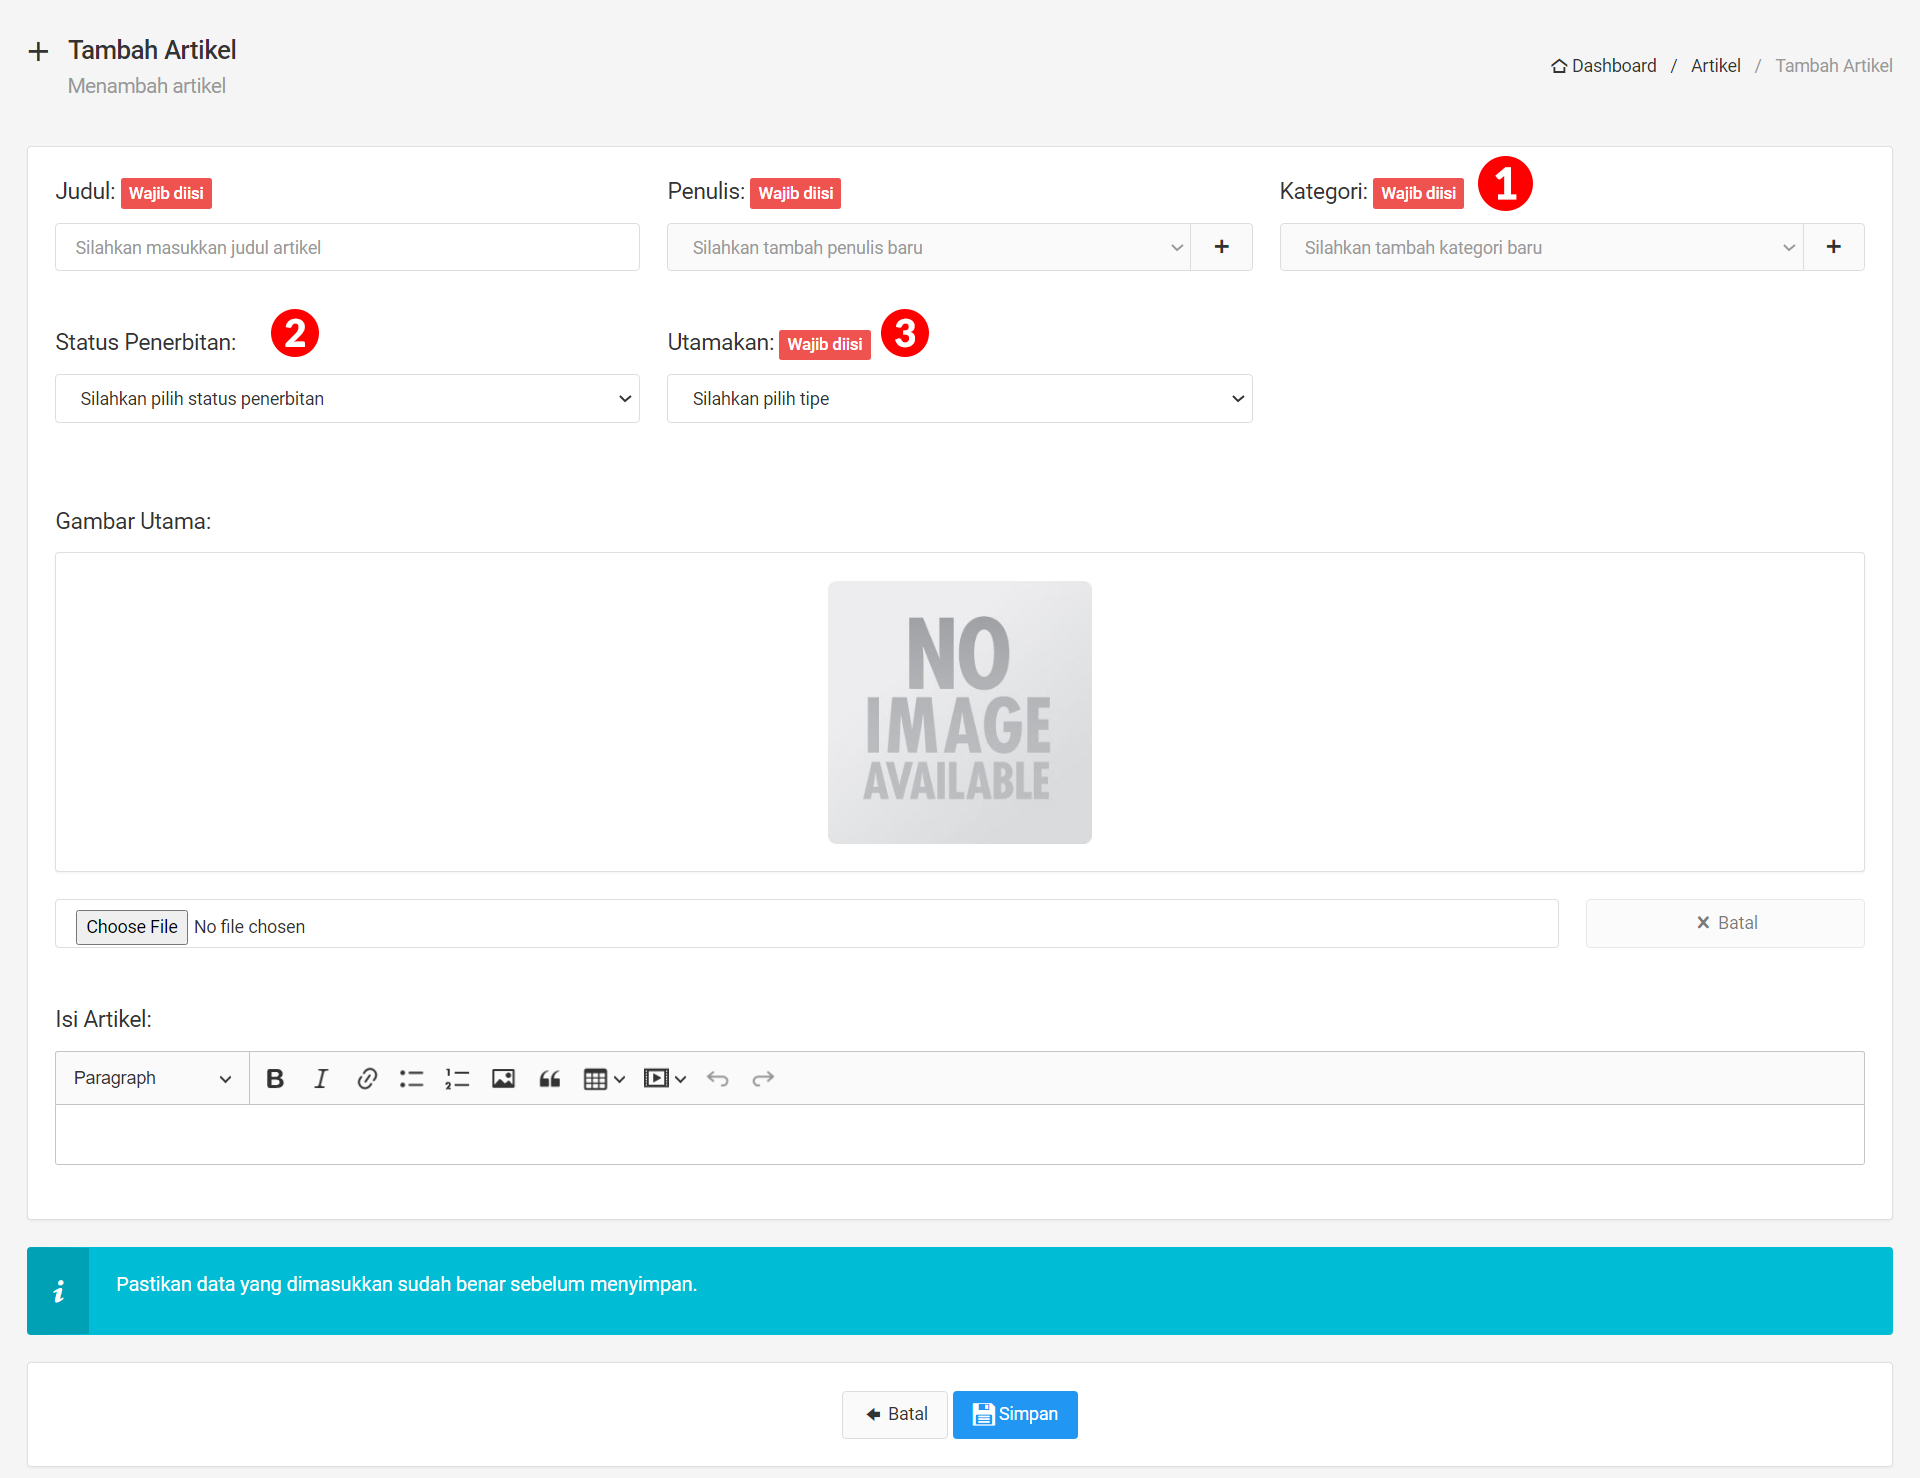 Tambah Artikel
Menambah artikel
Dashboard / Artikel / Tambah Artikel
Judul: Wajib diisi
Silahkan masukkan judul artikel
Penulis: Wajib diisi
Silahkan tambah penulis baru
Kategori: Wajib diisi 1
Silahkan tambah kategori baru
Status Penerbitan: 2
Silahkan pilih status penerbitan
Utamakan: Wajib diisi 3
Silahkan pilih tipe
Gambar Utama:
NO
IMAGE
AVAILABLE
Choose File No file chosen
Batal
Isi Artikel:
Paragraph
Pastikan data yang dimasukkan sudah benar sebelum menyimpan.
Batal
Simpan